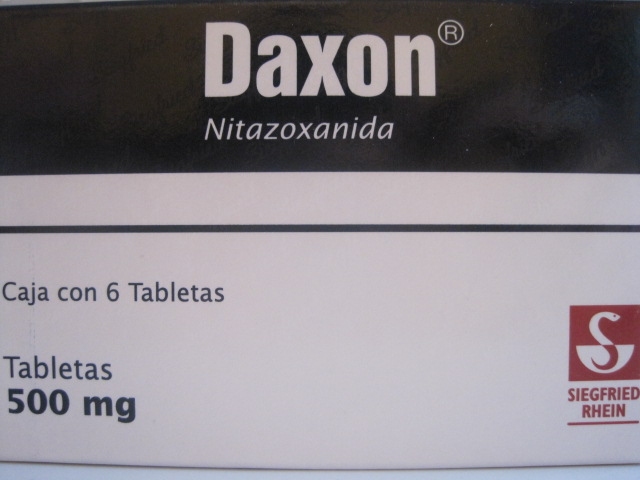 Daxon®
Nitazoxanida
Caja con 6 Tabletas
Tabletas
500 mg
SIEGFRIED
RHEIN